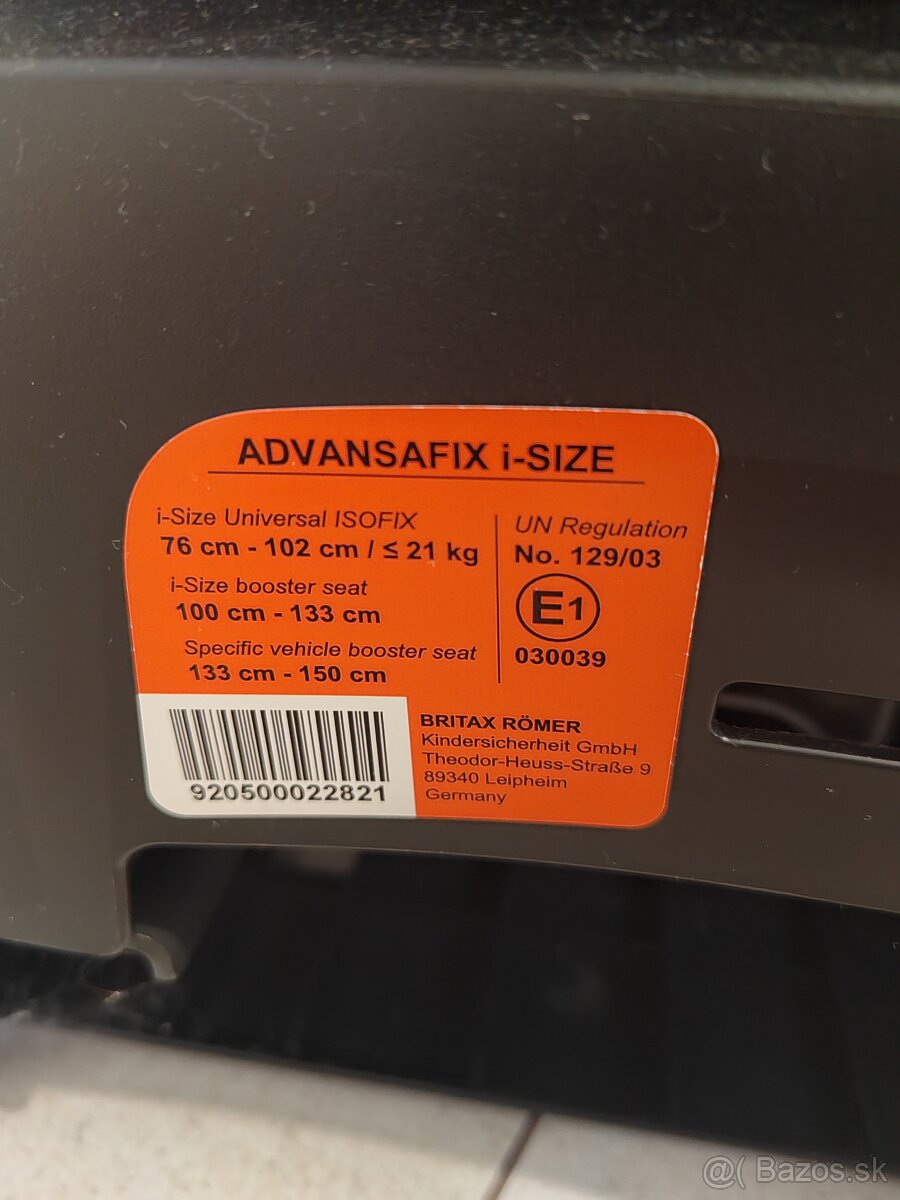 ADVANSAFIX i-SIZE
i-Size Universal ISOFIX
76 cm - 102 cm / ≤ 21 kg
i-Size booster seat
100 cm - 133 cm
Specific vehicle booster seat
133 cm - 150 cm
UN Regulation
No. 129/03
E1
030039
920500022821
BRITAX RÖMER
Kindersicherheit GmbH
Theodor-Heuss-Straße 9
89340 Leipheim
Germany
@( Bazos.sk